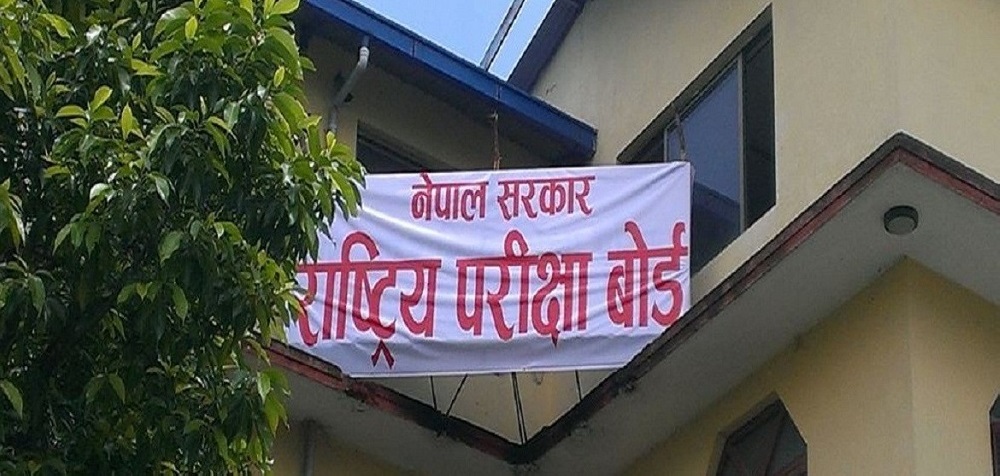 नेपाल सरकार
राष्ट्रिय परीक्षा बोर्ड